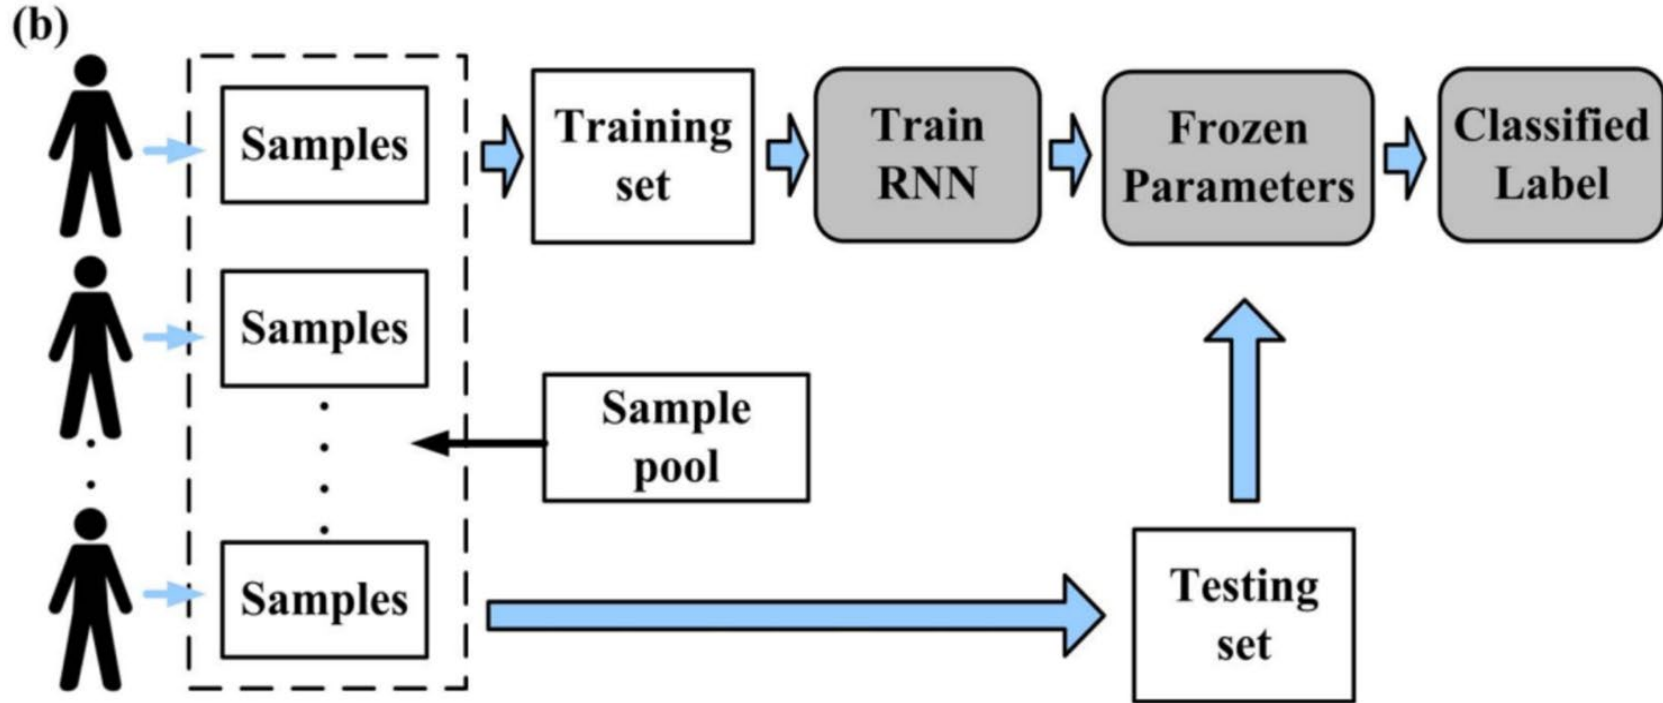 (b)
Samples
Training
set
Train
RNN
Frozen
Parameters
Classified
Label
Samples
Sample
pool
Samples
Testing
set